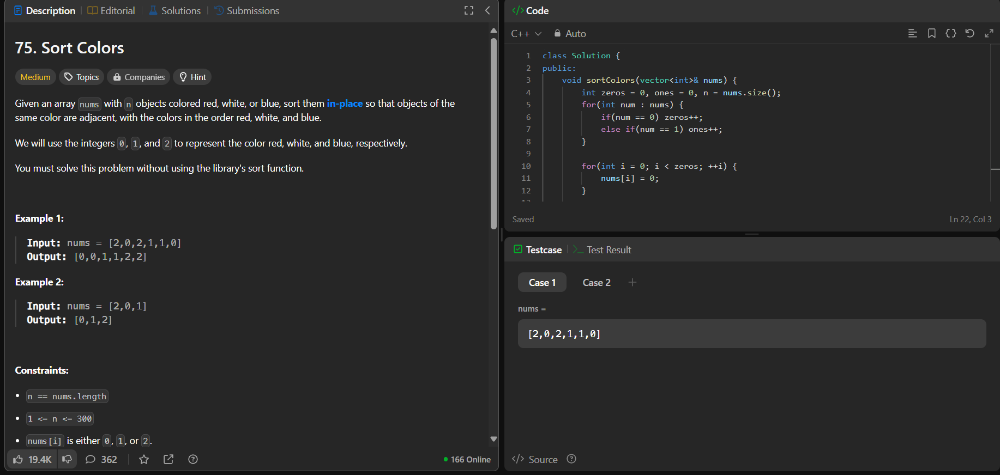 Description
Editorial
Solutions
Submissions
75. Sort Colors
Medium
Topics
Companies
Hint
Given an array nums with n objects colored red, white, or blue, sort them in-place so that objects of the
same color are adjacent, with the colors in the order red, white, and blue.
We will use the integers 0, 1, and 2 to represent the color red, white, and blue, respectively.
You must solve this problem without using the library's sort function.
Example 1:
Input: nums = [2,0,2,1,1,0]
Output: [0,0,1,1,2,2]
Example 2:
Input: nums = [2,0,1]
Output: [0,1,2]
Constraints:
• n == nums.length
• 1 <= n <= 300
• nums[i] is either 0, 1, or 2.
19.4K
362
166 Online
</> Code
C++
Auto
1 class Solution {
2 public:
3     void sortColors(vector<int>& nums) {
4         int zeros = 0, ones = 0, n = nums.size();
5         for(int num : nums) {
6             if(num == 0) zeros++;
7             else if(num == 1) ones++;
8         }
9
10         for(int i = 0; i < zeros; ++i) {
11             nums[i] = 0;
12         }
Saved
Ln 22, Col 3
Testcase
>_ Test Result
Case 1
Case 2
+
nums =
[2,0,2,1,1,0]
</> Source